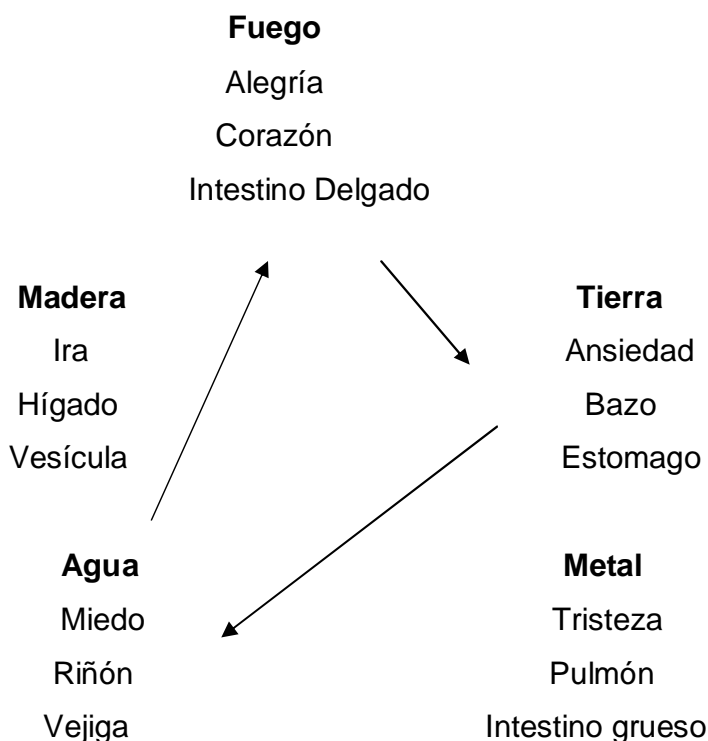 Fuego
Alegría
Corazón
Intestino Delgado
Madera
Ira
Hígado
Vesícula
Tierra
Ansiedad
Bazo
Estomago
Agua
Miedo
Riñón
Vejiga
Metal
Tristeza
Pulmón
Intestino grueso